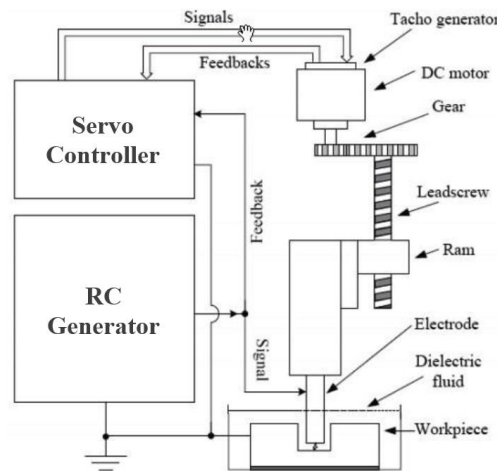 Signals
Feedbacks
Tacho generator
DC motor
Gear
Servo
Controller
Leadscrew
Feedback
Ram
RC
Generator
Signal
Electrode
Dielectric
fluid
Workpiece